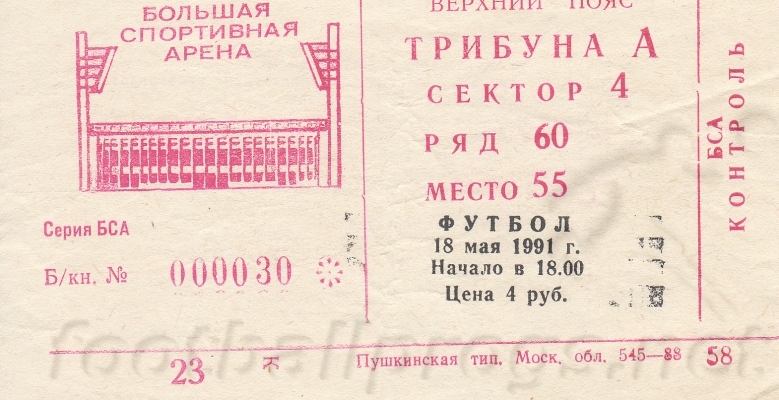 БОЛЬШАЯ
СПОРТИВНАЯ
АРЕНА
Серия БСА
Б/кн. № 000030
ВЕРХНИЙ ПОЯС
ТРИБУНА А
СЕКТОР 4
РЯД 60
МЕСТО 55
ФУТБОЛ
18 мая 1991 г.
Начало в 18.00
Цена 4 руб.
БСА
КОНТРОЛЬ
23
Пушкинская тип. Моск. обл. 545—88
58